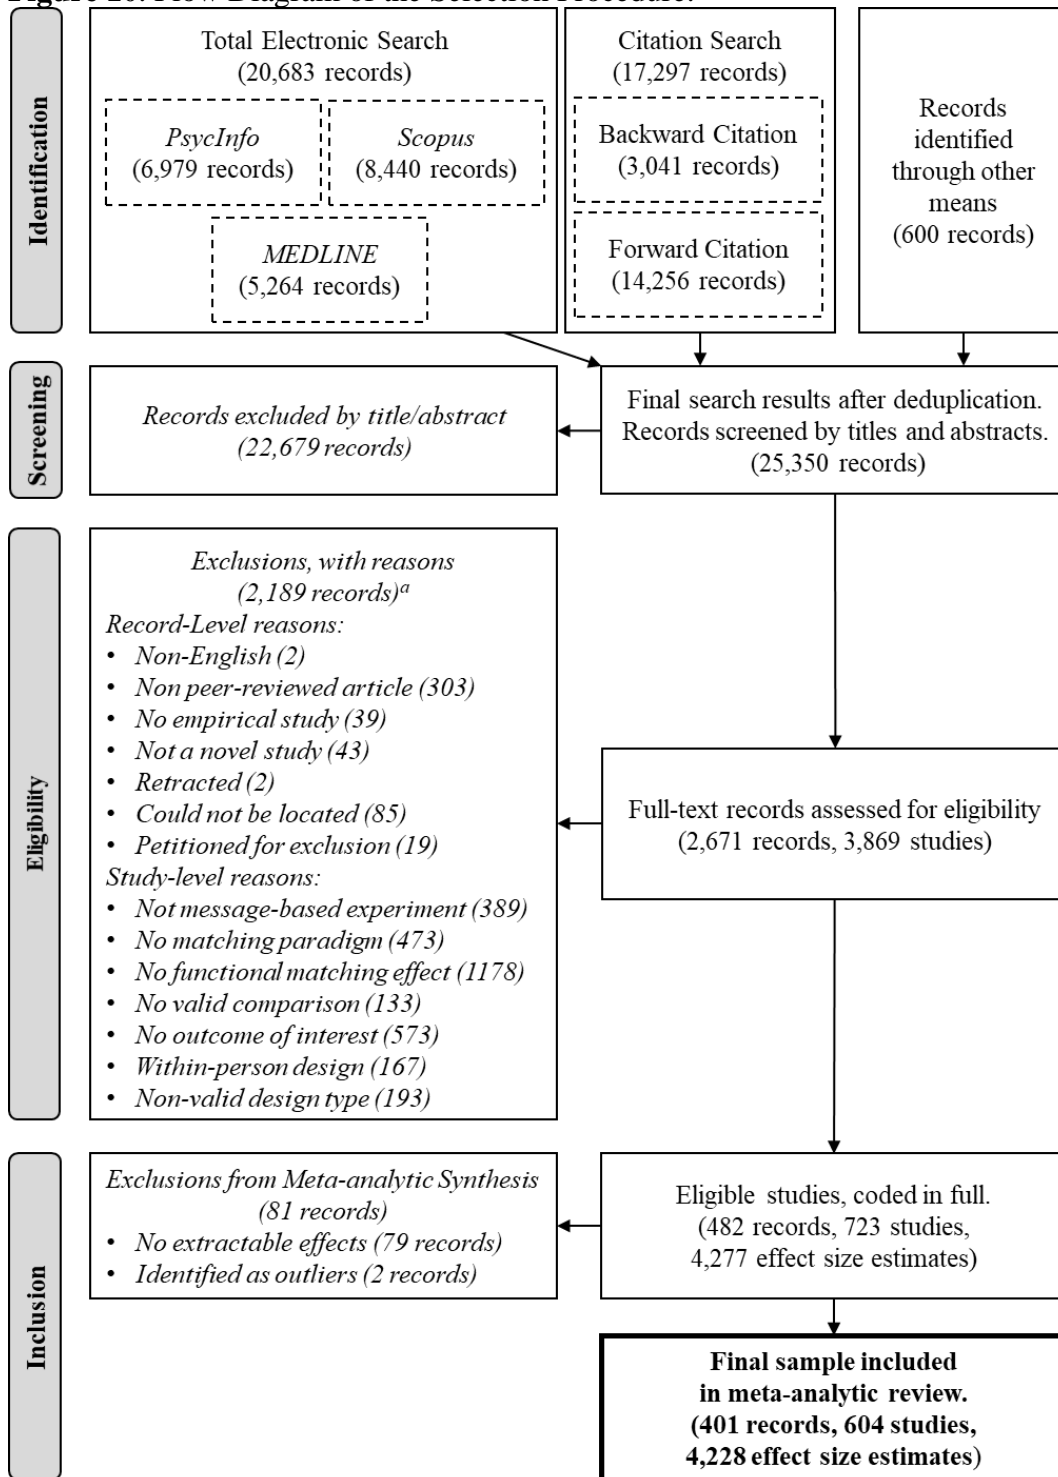 Figure 10. Flow Diagram of the Selection Procedure.
Identification
Total Electronic Search
(20,683 records)
PsycInfo
(6,979 records)
Scopus
(8,440 records)
MEDLINE
(5,264 records)
Citation Search
(17,297 records)
Backward Citation
(3,041 records)
Forward Citation
(14,256 records)
Records
identified
through other
means
(600 records)
Screening
Records excluded by title/abstract
(22,679 records)
Final search results after deduplication.
Records screened by titles and abstracts.
(25,350 records)
Eligibility
Exclusions, with reasons
(2,189 records)a
Record-Level reasons:
• Non-English (2)
• Non peer-reviewed article (303)
• No empirical study (39)
• Not a novel study (43)
• Retracted (2)
• Could not be located (85)
• Petitioned for exclusion (19)
Study-level reasons:
• Not message-based experiment (389)
• No matching paradigm (473)
• No functional matching effect (1178)
• No valid comparison (133)
• No outcome of interest (573)
• Within-person design (167)
• Non-valid design type (193)
Full-text records assessed for eligibility
(2,671 records, 3,869 studies)
Inclusion
Exclusions from Meta-analytic Synthesis
(81 records)
• No extractable effects (79 records)
• Identified as outliers (2 records)
Eligible studies, coded in full.
(482 records, 723 studies,
4,277 effect size estimates)
Final sample included
in meta-analytic review.
(401 records, 604 studies,
4,228 effect size estimates)